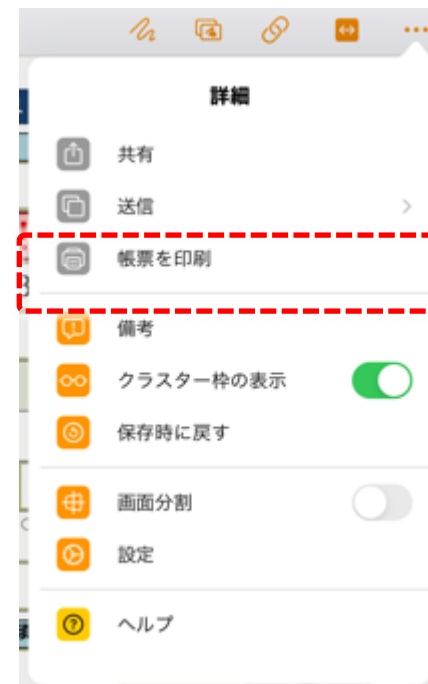 詳細
共有
送信
帳票を印刷
備考
クラスター枠の表示
保存時に戻す
画面分割
設定
ヘルプ